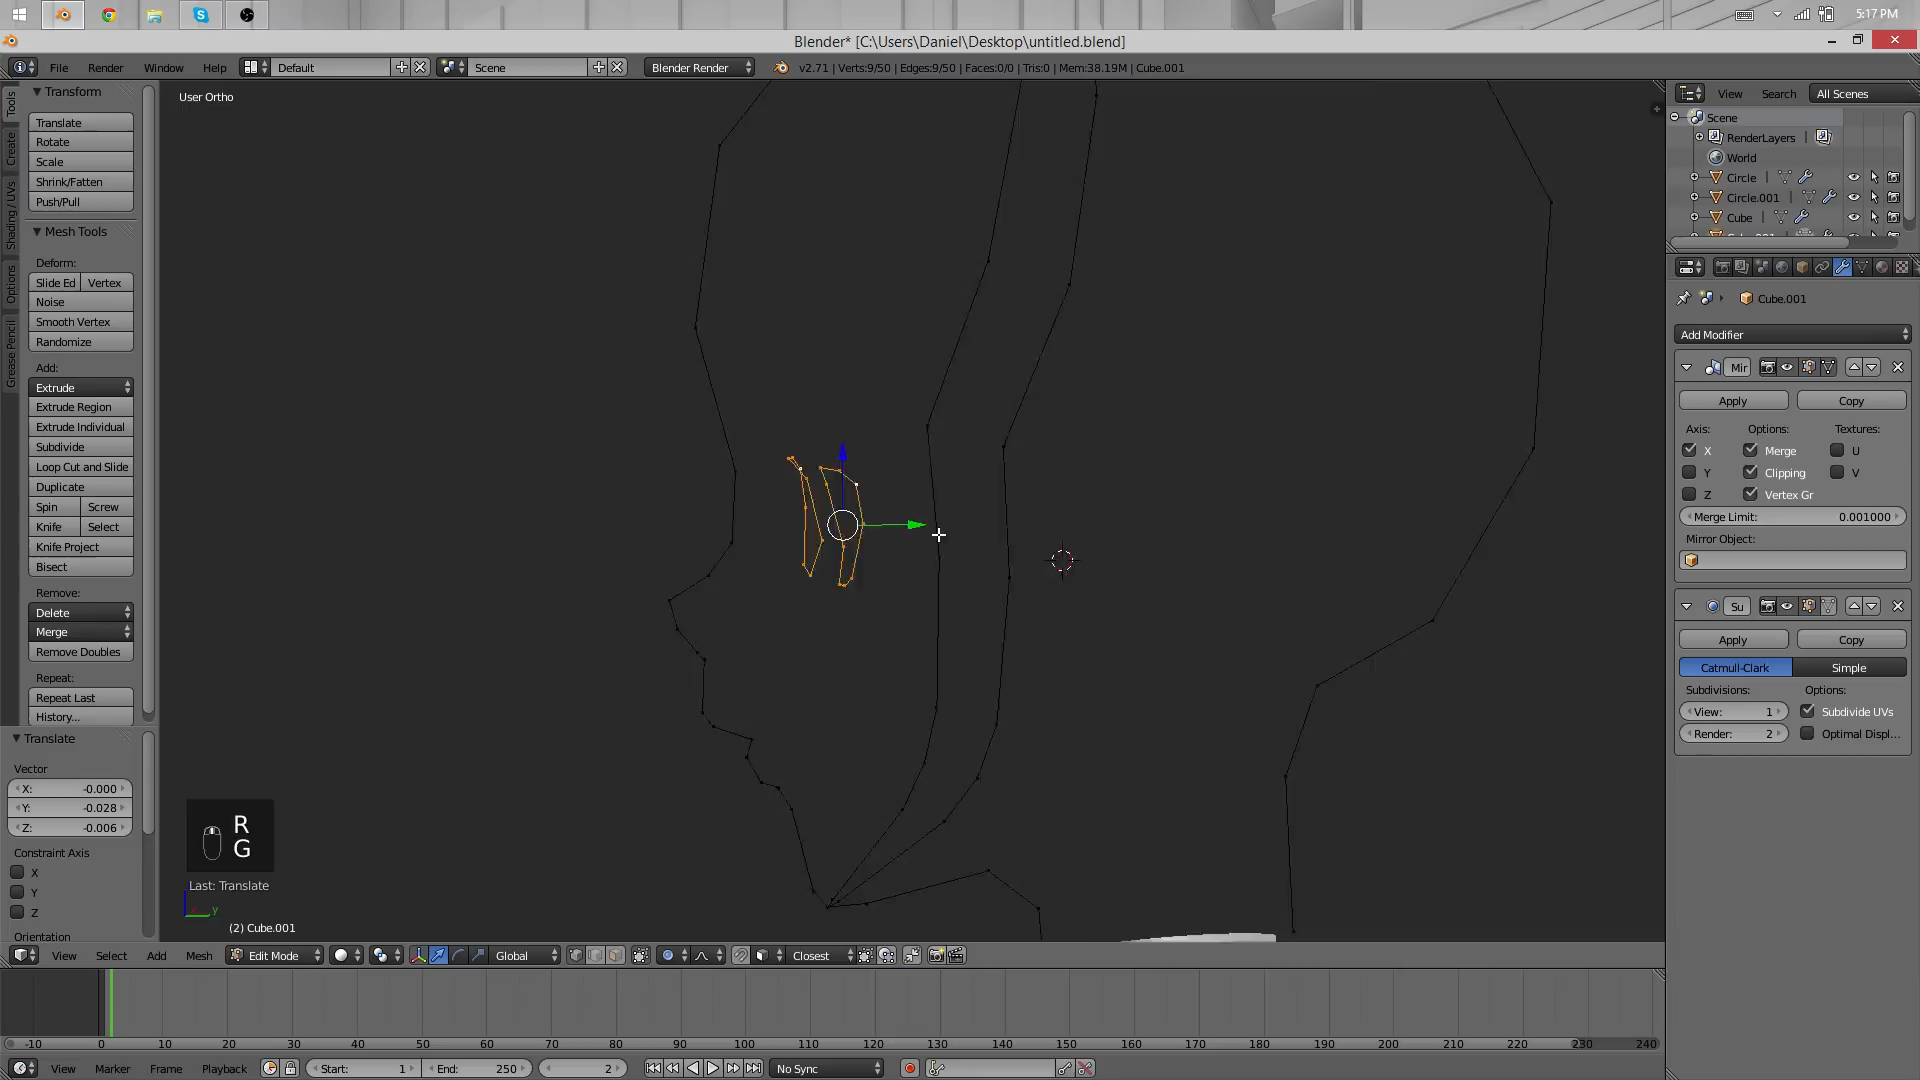 5:17 PM
Blender* [C:\Users\Daniel\Desktop\untitled.blend]
File Render Window Help Default Scene Blender Render v2.71 | Verts:9/50 | Edges:9/50 | Faces:0/0 | Tris:0 | Mem:38.19M | Cube.001
Tools
Create
Shading / UVs
Options
Grease Pencil
Transform
Translate
Rotate
Scale
Shrink/Fatten
Push/Pull
Mesh Tools
Deform:
Slide Ed Vertex
Noise
Smooth Vertex
Randomize
Add:
Extrude
Extrude Region
Extrude Individual
Subdivide
Loop Cut and Slide
Duplicate
Spin Screw
Knife Select
Knife Project
Bisect
Remove:
Delete
Merge
Remove Doubles
Repeat:
Repeat Last
History...
Translate
Vector
X: -0.000
Y: -0.028
Z: -0.006
Constraint Axis
X
Y
Z
Orientation
User Ortho
R
G
Last: Translate
y
(2) Cube.001
View Select Add Mesh Edit Mode Global Closest
-10 0 10 20 30 40 50 60 70 80 90 100 110 120 130 140 150 160 170 180 190 200 210 220 230 240
View Marker Frame Playback Start: 1 End: 250 2 No Sync
View Search All Scenes
Scene
RenderLayers
World
Circle
Circle.001
Cube
Cube.001
Add Modifier
Mir
Apply Copy
Axis: Options: Textures:
X Merge U
Y Clipping V
Z Vertex Gr
Merge Limit: 0.001000
Mirror Object:
Su
Apply Copy
Catmull-Clark Simple
Subdivisions: Options:
View: 1 Subdivide UVs
Render: 2 Optimal Displ...